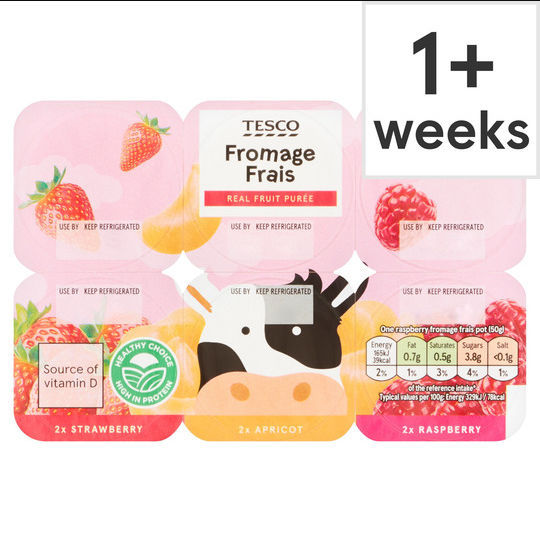 1+
weeks
TESCO
Fromage
Frais
REAL FRUIT PURÉE
USE BY KEEP REFRIGERATED
USE BY KEEP REFRIGERATED
USE BY KEEP REFRIGERATED
USE BY KEEP REFRIGERATED
USE BY KEEP REFRIGERATED
USE BY KEEP REFRIGERATED
Source of
vitamin D
HEALTHY CHOICE
HIGH IN PROTEIN
One raspberry fromage frais pot (50g)
Energy Fat Saturates Sugars Salt
165kJ
39kcal 0.7g 0.5g 3.8g <0.1g
2% 1% 3% 4% 1%
of the reference intake*
Typical values per 100g: Energy 329kJ / 78kcal
2x STRAWBERRY
2x APRICOT
2x RASPBERRY